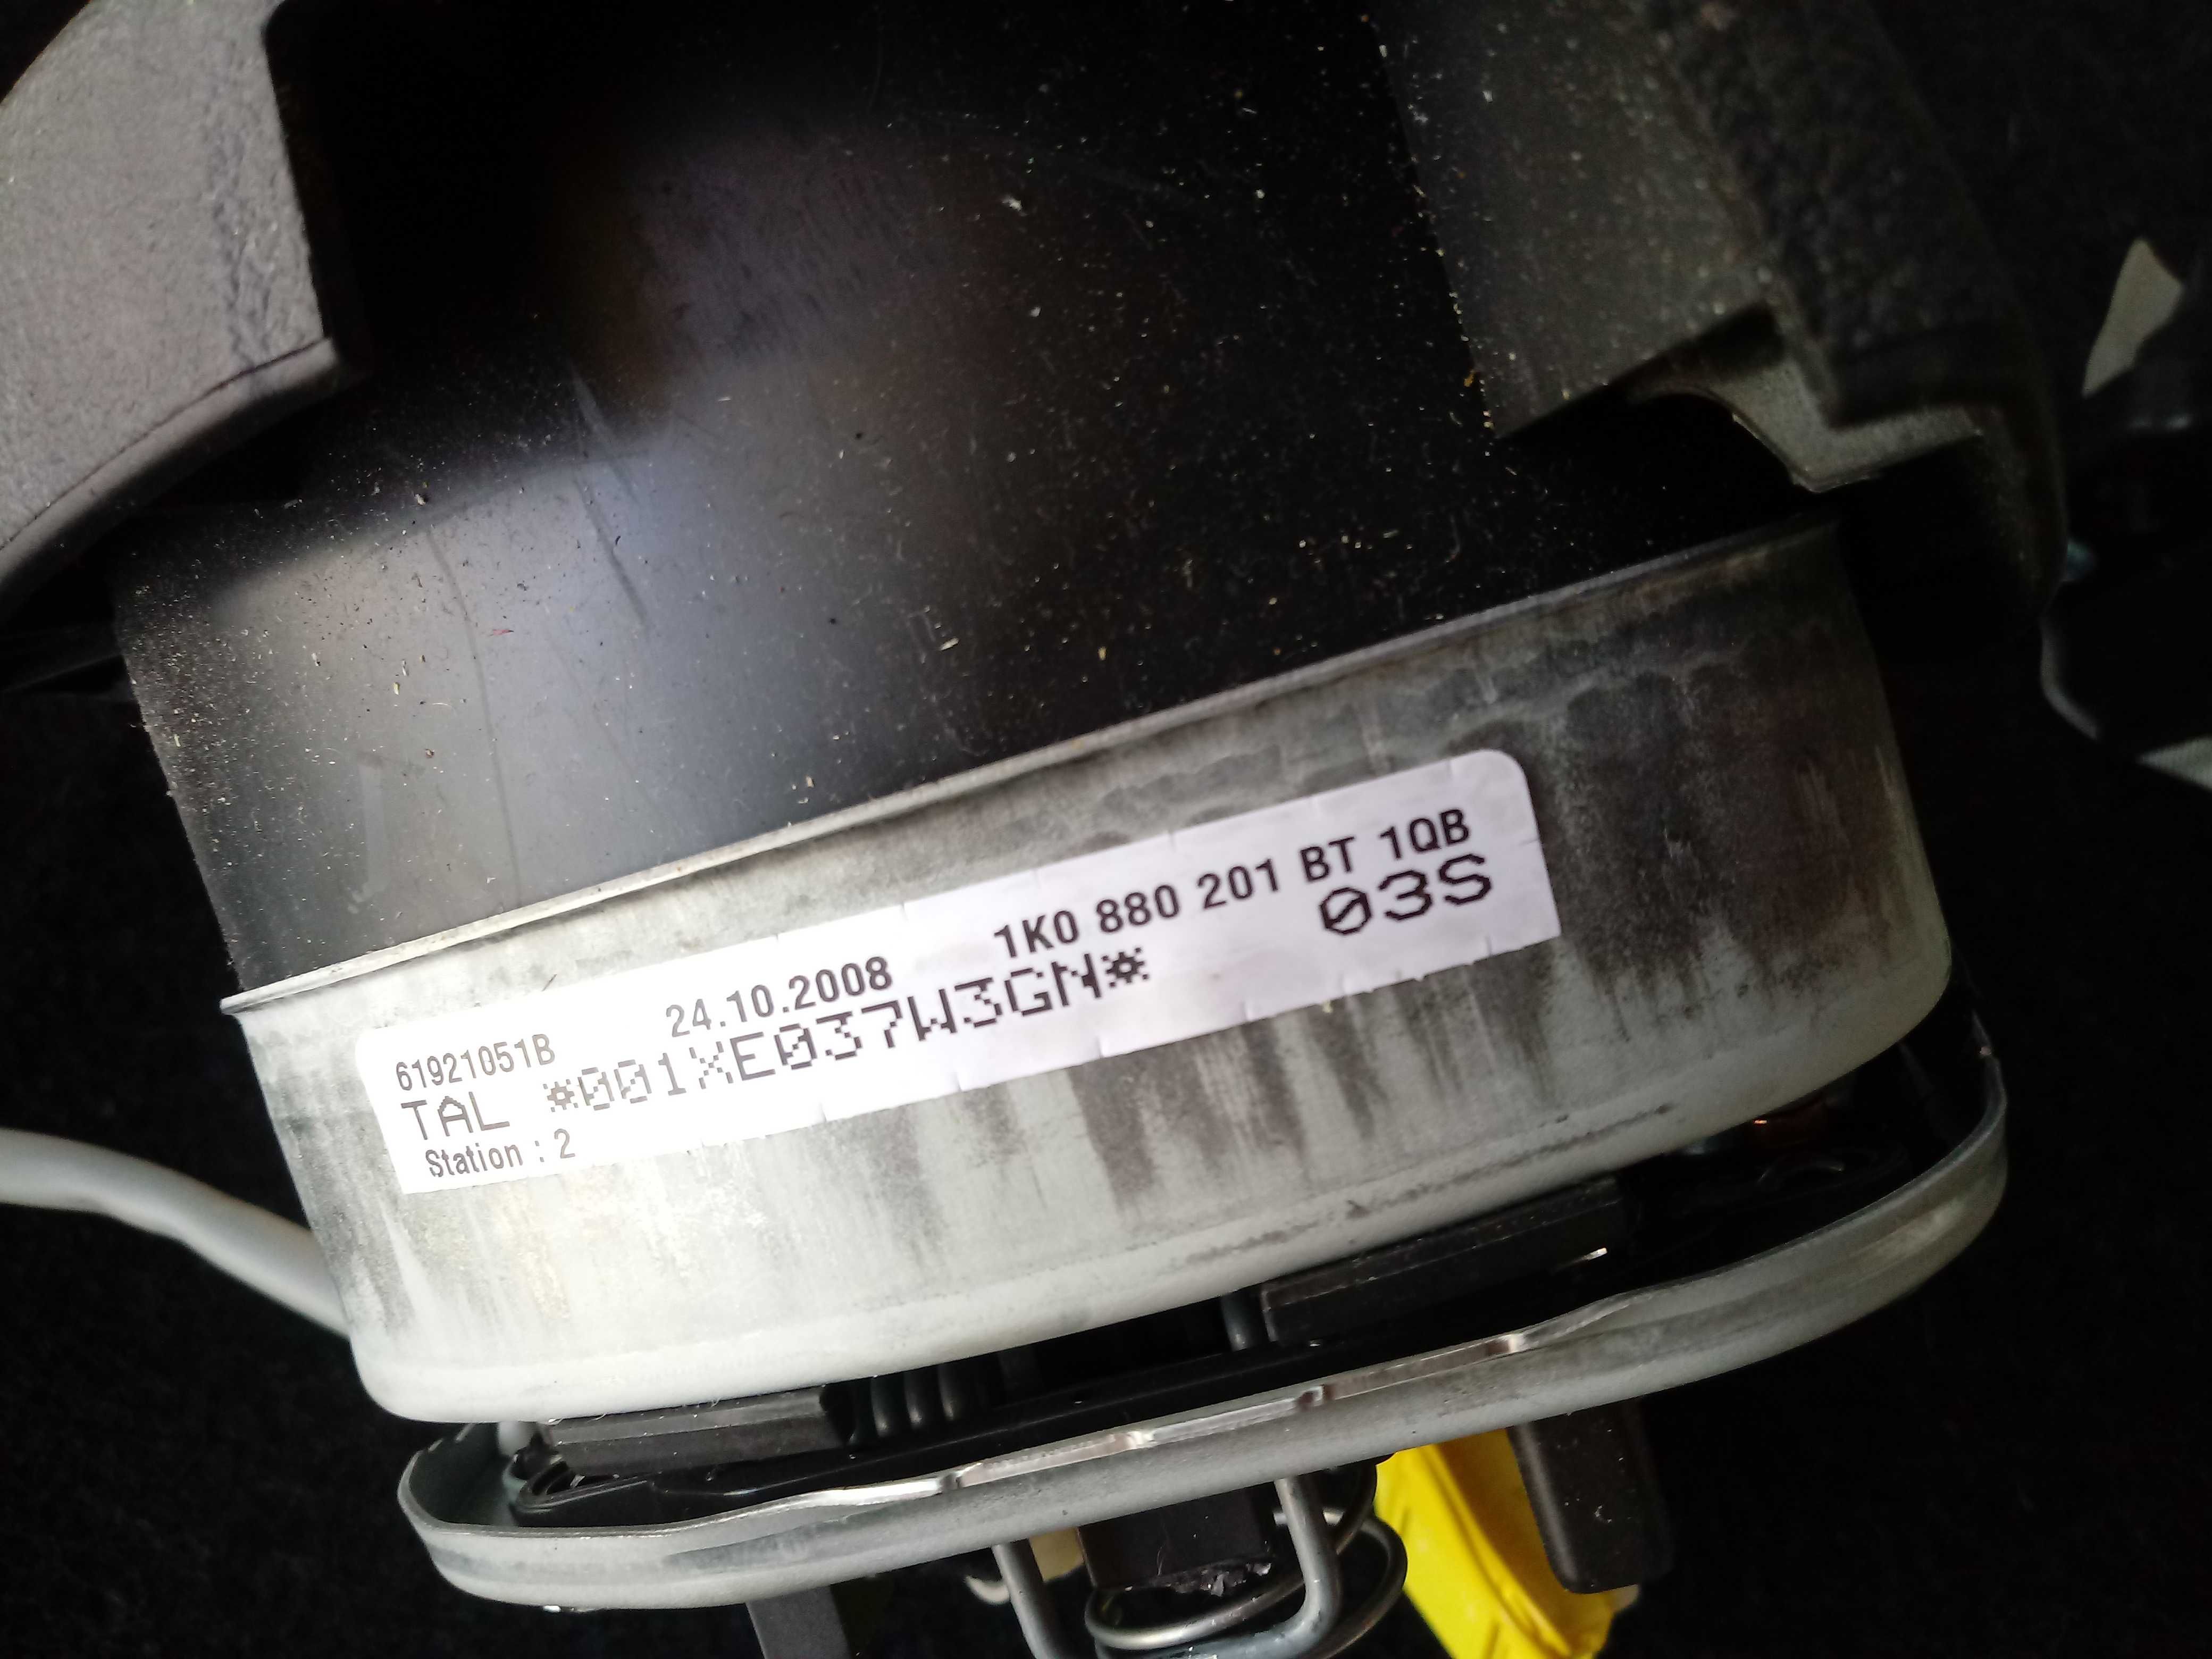 61921051B 24.10.2008 1K0 880 201 BT 1QB
TAL *001XE037W3GN* 03S
Station : 2